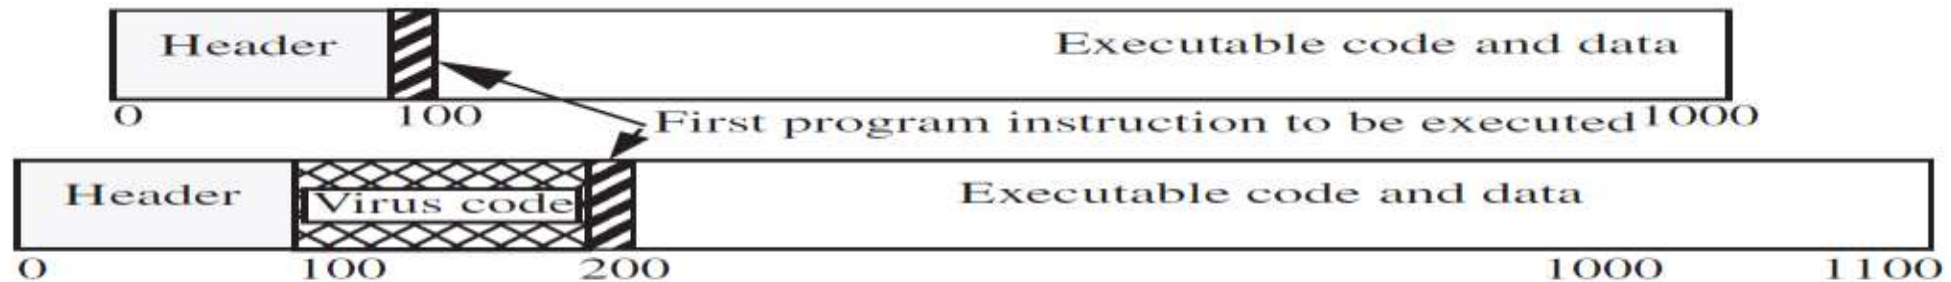 Header Executable code and data
0 100 1000
First program instruction to be executed
Header Virus code Executable code and data
0 100 200 1000 1100